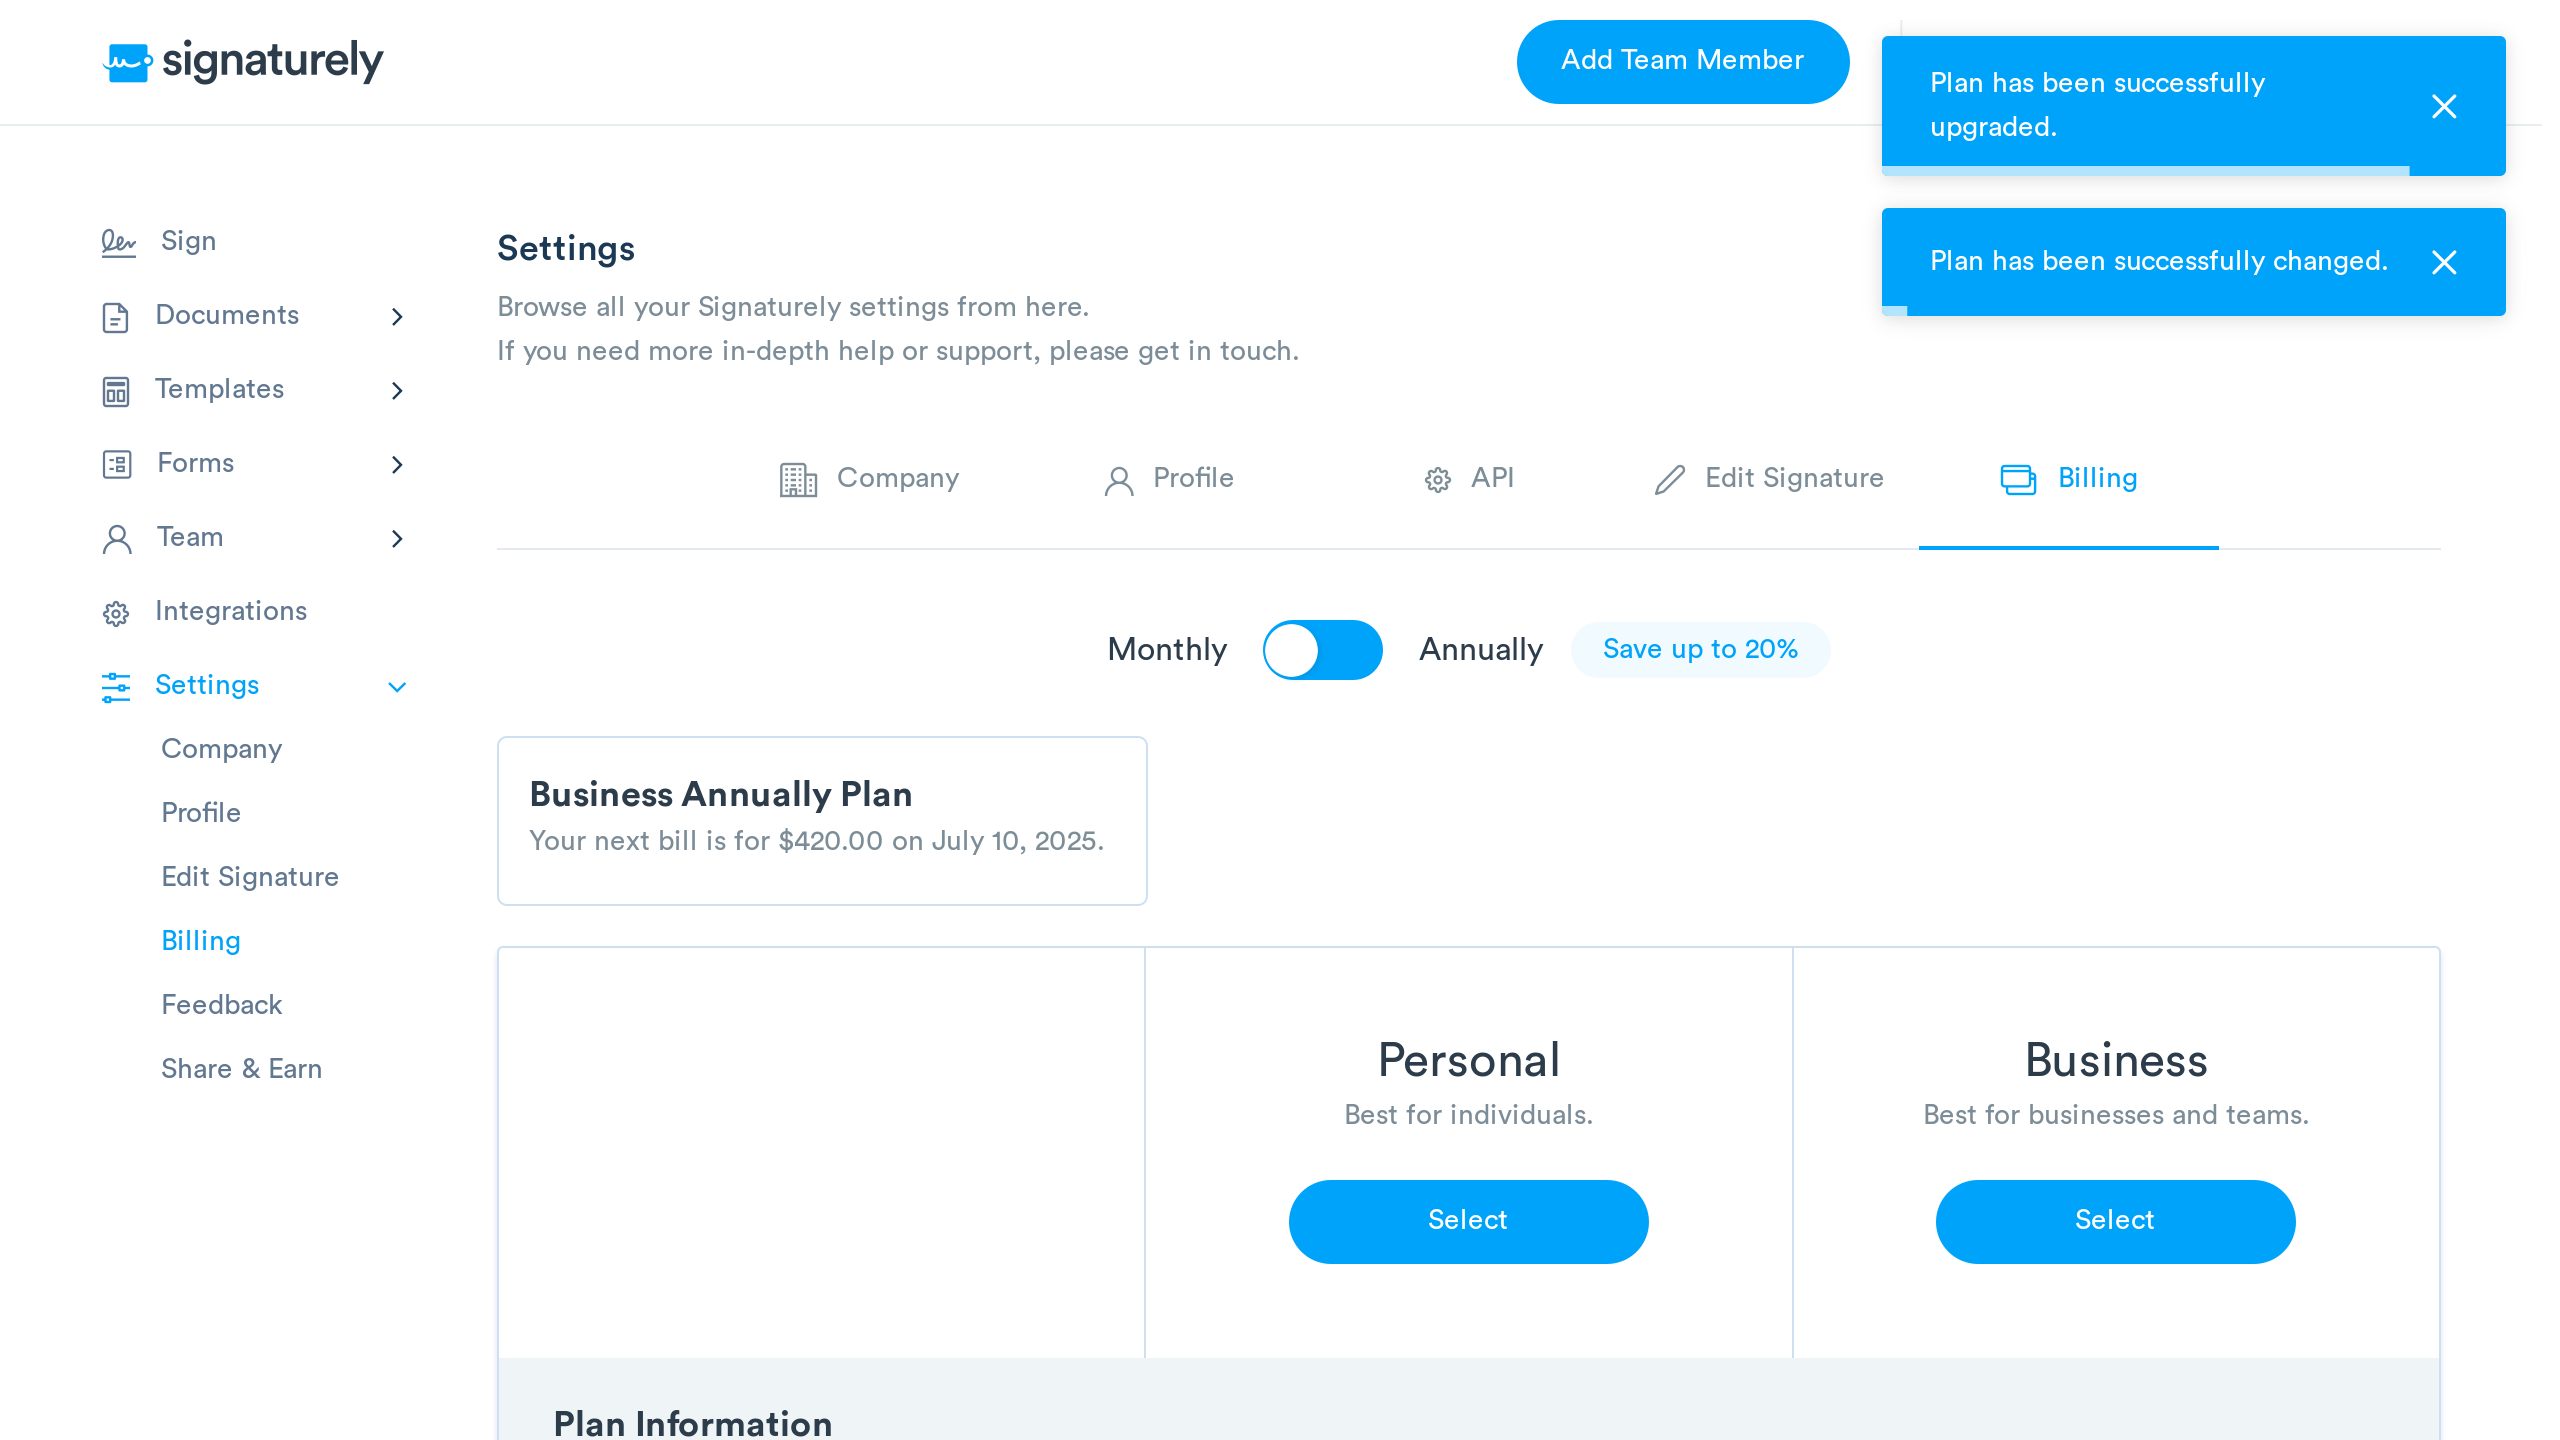 signaturely
Add Team Member
Plan has been successfully
upgraded.
Plan has been successfully changed.
Sign
Documents
Templates
Forms
Team
Integrations
Settings
Company
Profile
Edit Signature
Billing
Feedback
Share & Earn
Settings
Browse all your Signaturely settings from here.
If you need more in-depth help or support, please get in touch.
Company
Profile
API
Edit Signature
Billing
Monthly
Annually
Save up to 20%
Business Annually Plan
Your next bill is for $420.00 on July 10, 2025.
Personal
Best for individuals.
Select
Business
Best for businesses and teams.
Select
Plan Information